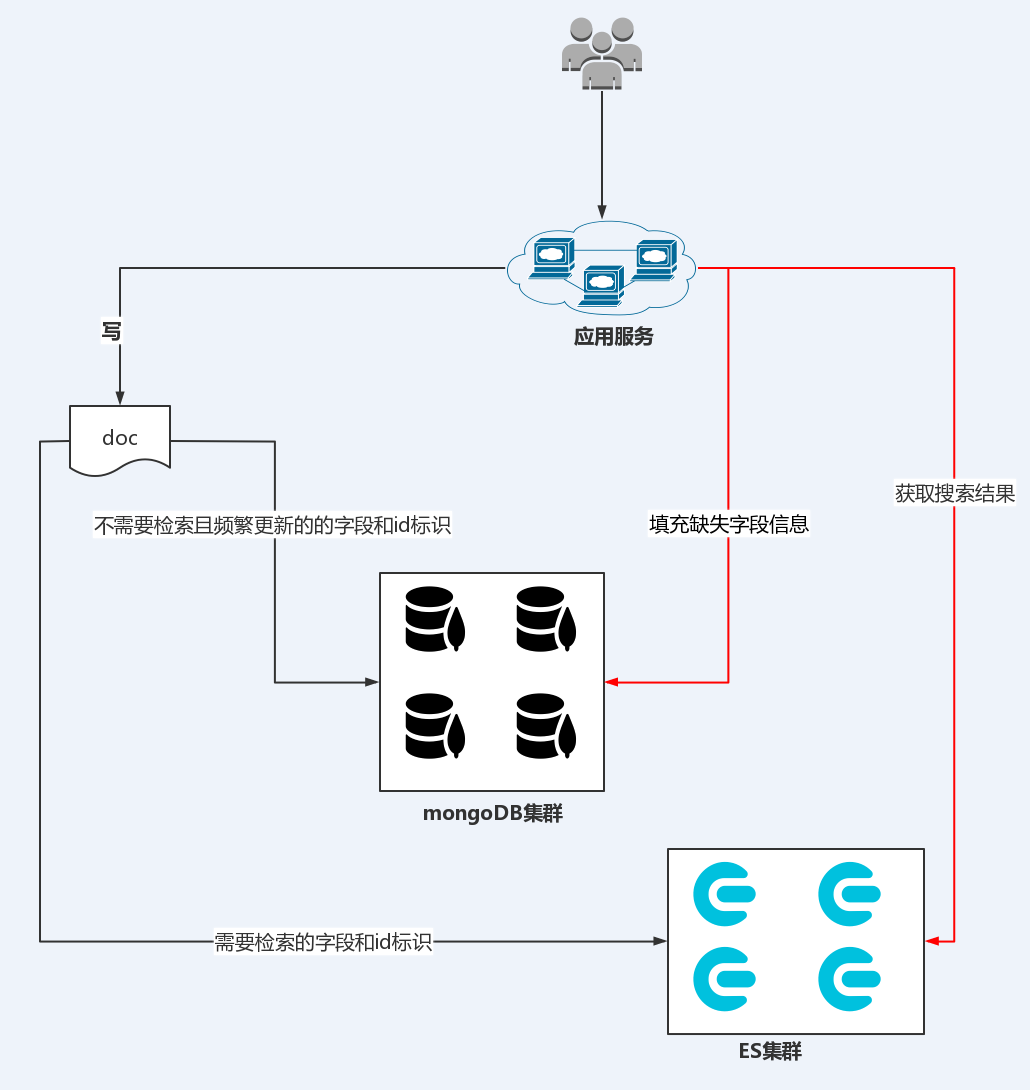 应用服务
写
doc
获取搜索结果
不需要检索且频繁更新的的字段和id标识
填充缺失字段信息
mongoDB集群
需要检索的字段和id标识
ES集群